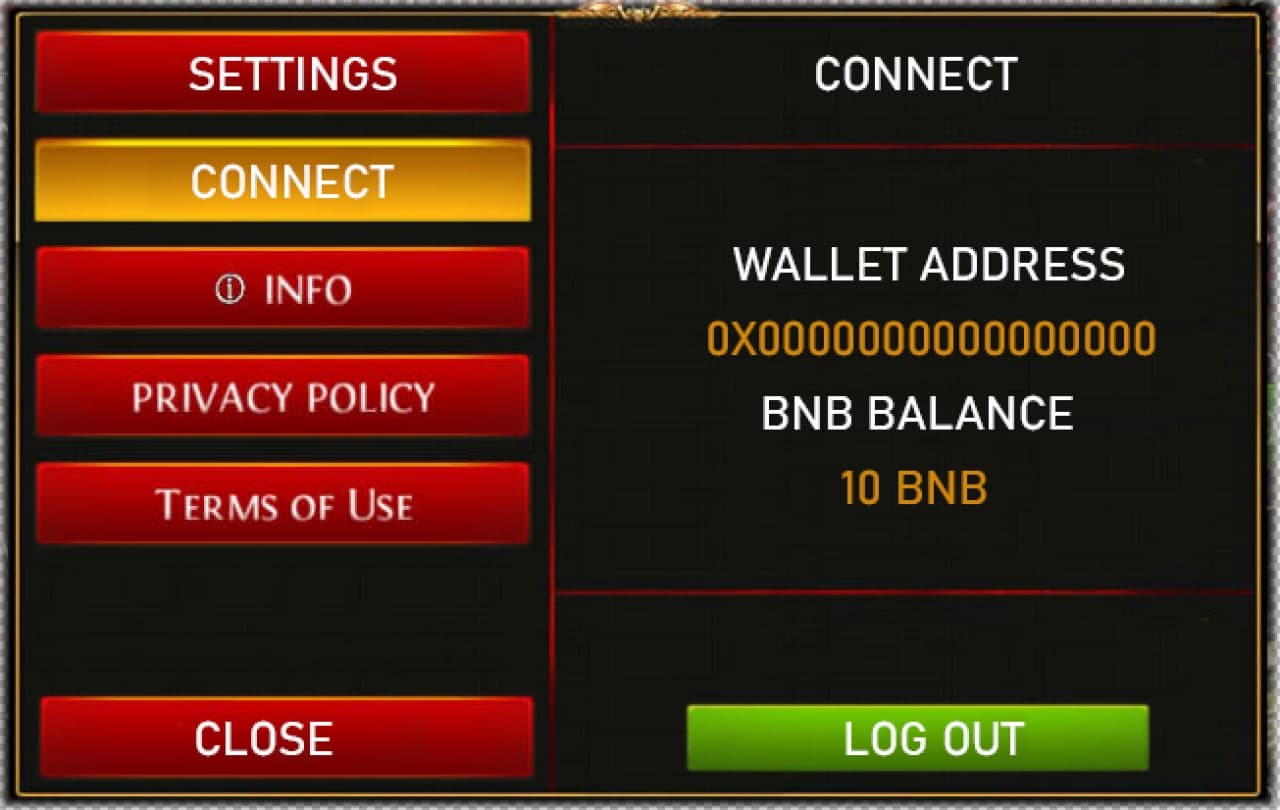 SETTINGS
CONNECT
INFO
PRIVACY POLICY
TERMS OF USE
CLOSE
CONNECT
WALLET ADDRESS
0X0000000000000000
BNB BALANCE
10 BNB
LOG OUT